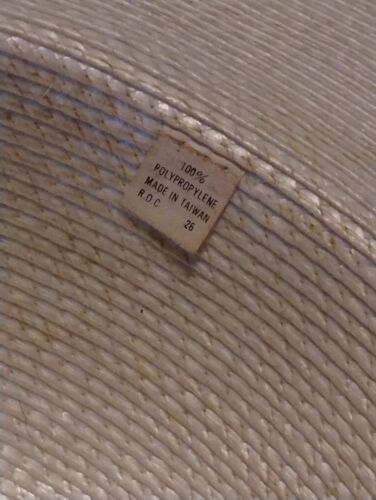 100%
POLYPROPYLENE
MADE IN TAIWAN
R.O.C
26